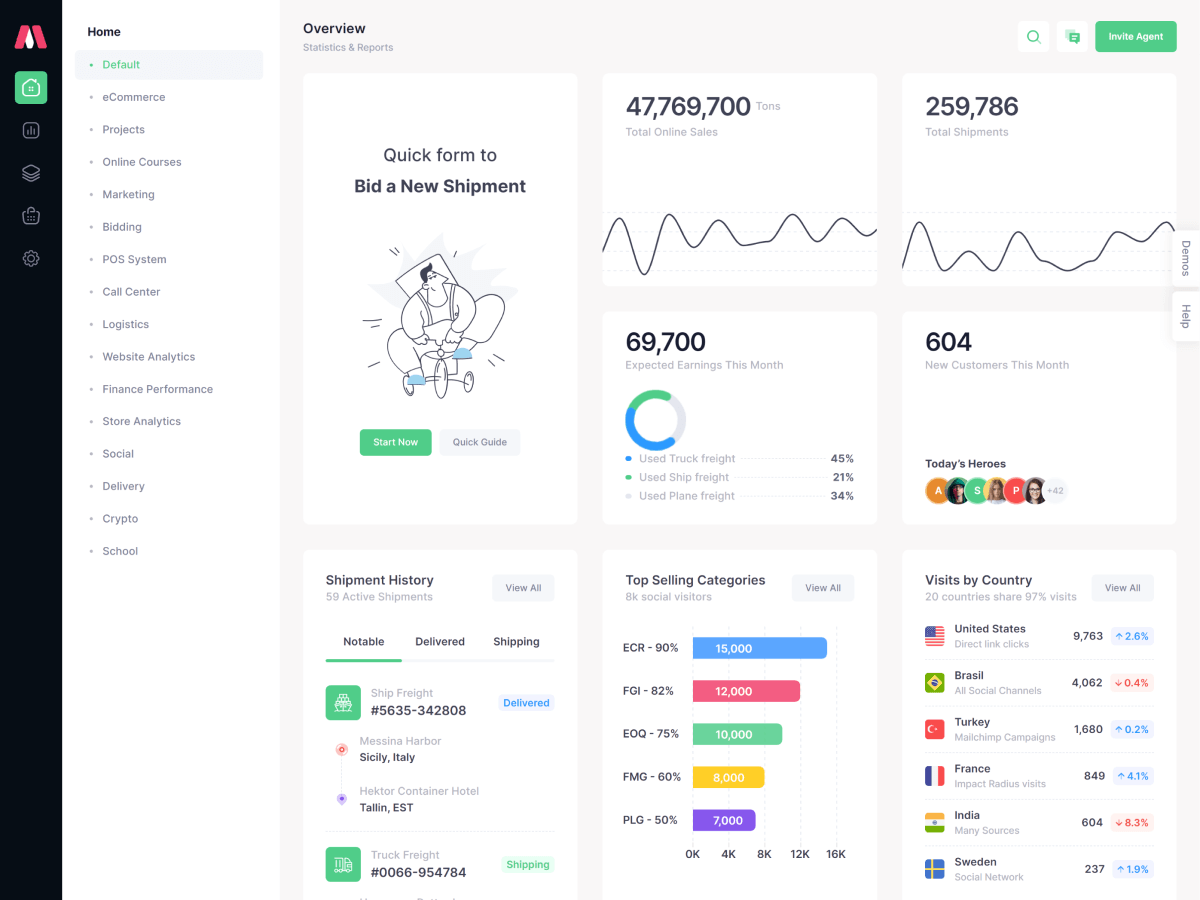 Home
Default
eCommerce
Projects
Online Courses
Marketing
Bidding
POS System
Call Center
Logistics
Website Analytics
Finance Performance
Store Analytics
Social
Delivery
Crypto
School
Overview
Statistics & Reports
Invite Agent
Quick form to
Bid a New Shipment
Start Now
Quick Guide
47,769,700 Tons
Total Online Sales
259,786
Total Shipments
69,700
Expected Earnings This Month
Used Truck freight 45%
Used Ship freight 21%
Used Plane freight 34%
604
New Customers This Month
Today's Heroes
A
S
P
+42
Demos
Help
Shipment History
59 Active Shipments
View All
Notable
Delivered
Shipping
Ship Freight
#5635-342808
Delivered
Messina Harbor
Sicily, Italy
Hektor Container Hotel
Tallin, EST
Truck Freight
#0066-954784
Shipping
Top Selling Categories
8k social visitors
View All
ECR - 90% 15,000
FGI - 82% 12,000
EOQ - 75% 10,000
FMG - 60% 8,000
PLG - 50% 7,000
0K 4K 8K 12K 16K
Visits by Country
20 countries share 97% visits
View All
United States
Direct link clicks
9,763 2.6%
Brasil
All Social Channels
4,062 0.4%
Turkey
Mailchimp Campaigns
1,680 0.2%
France
Impact Radius visits
849 4.1%
India
Many Sources
604 8.3%
Sweden
Social Network
237 1.9%